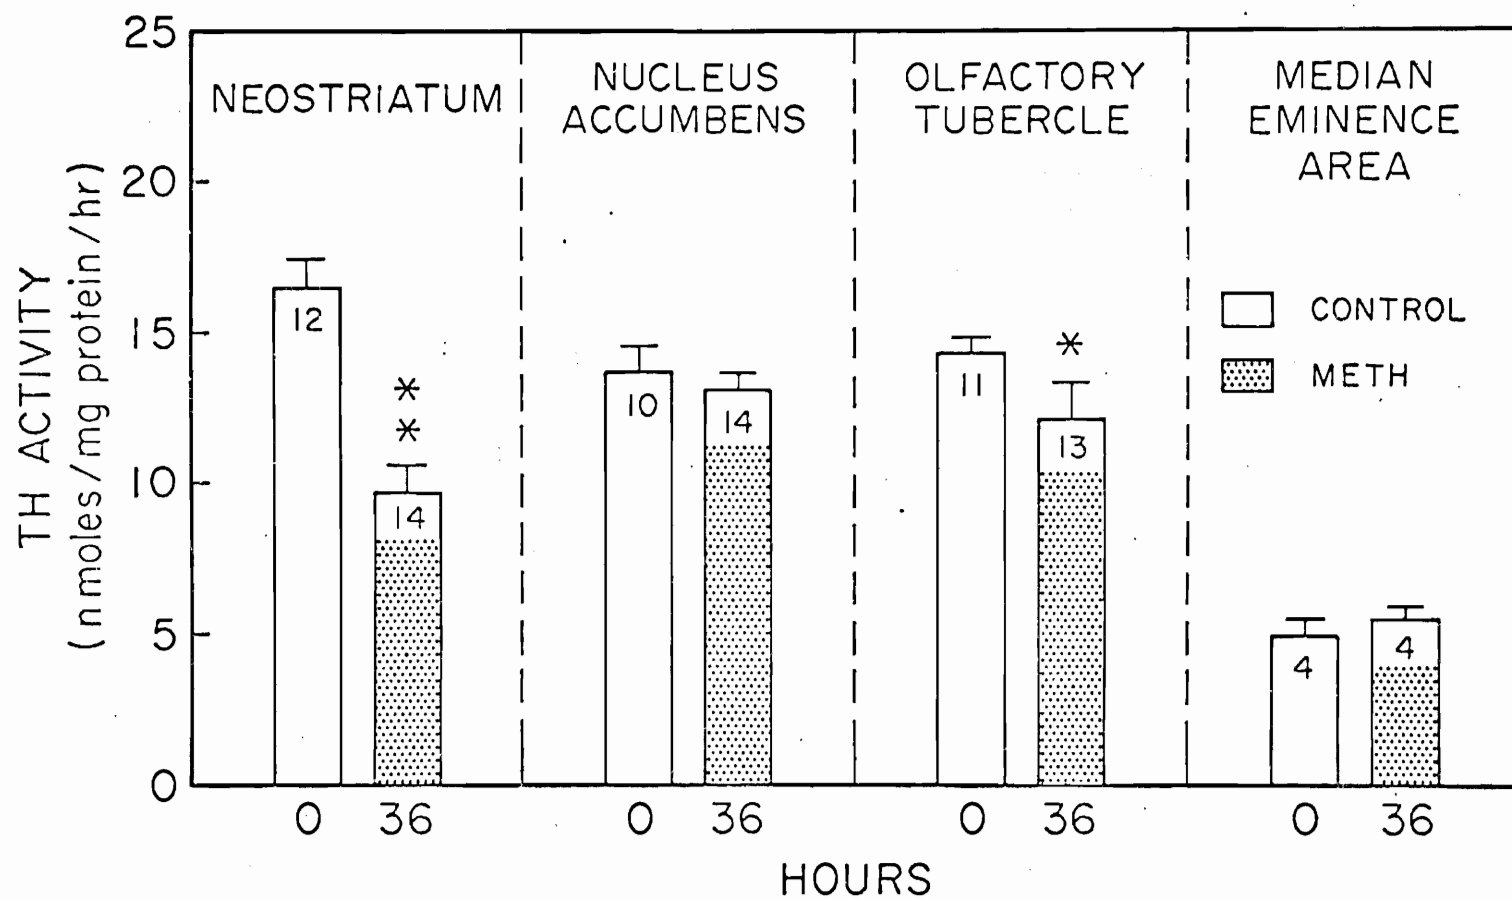 25
20
15
10
5
0
TH ACTIVITY
(nmoles/mg protein/hr)
NEOSTRIATUM
NUCLEUS
ACCUMBENS
OLFACTORY
TUBERCLE
MEDIAN
EMINENCE
AREA
CONTROL
METH
12
*
*
14
10
14
11
*
13
4
4
0 36
0 36
0 36
0 36
HOURS